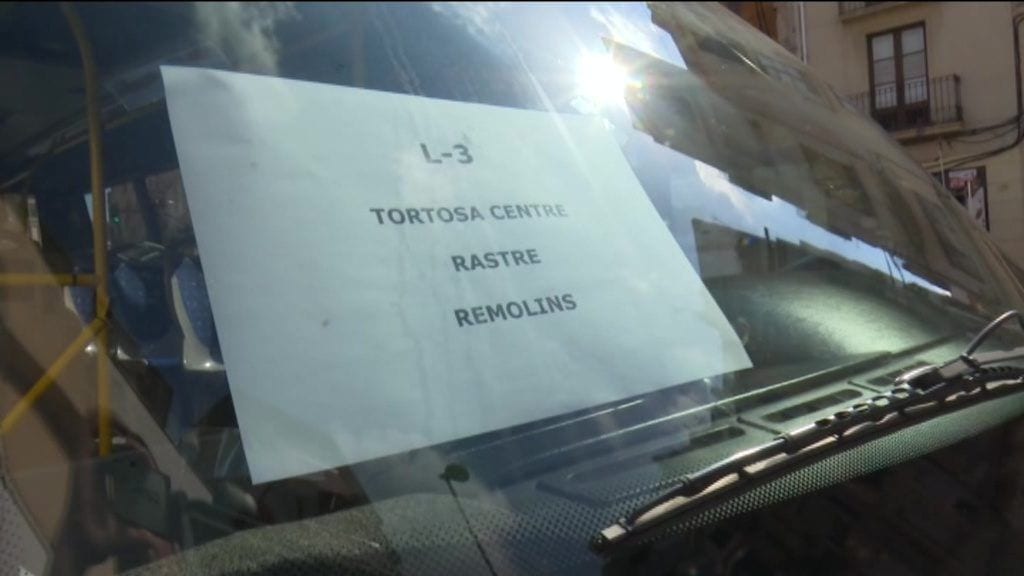 L-3
TORTOSA CENTRE
RASTRE
REMOLINS